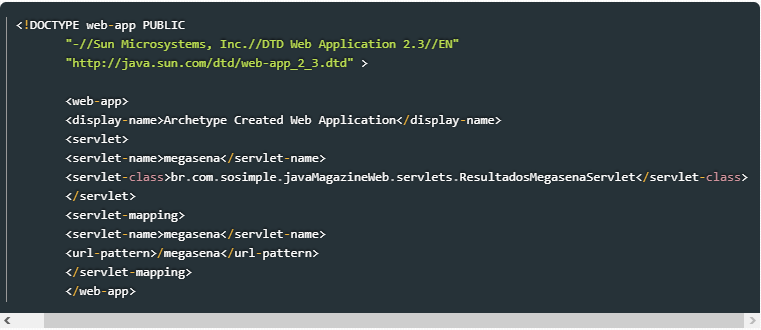 <!DOCTYPE web-app PUBLIC
"-//Sun Microsystems, Inc.//DTD Web Application 2.3//EN"
"http://java.sun.com/dtd/web-app_2_3.dtd" >
<web-app>
<display-name>Archetype Created Web Application</display-name>
<servlet>
<servlet-name>megasena</servlet-name>
<servlet-class>br.com.sosimple.javaMagazineWeb.servlets.ResultadosMegasenaServlet</servlet-class>
</servlet>
<servlet-mapping>
<servlet-name>megasena</servlet-name>
<url-pattern>/megasena</url-pattern>
</servlet-mapping>
</web-app>